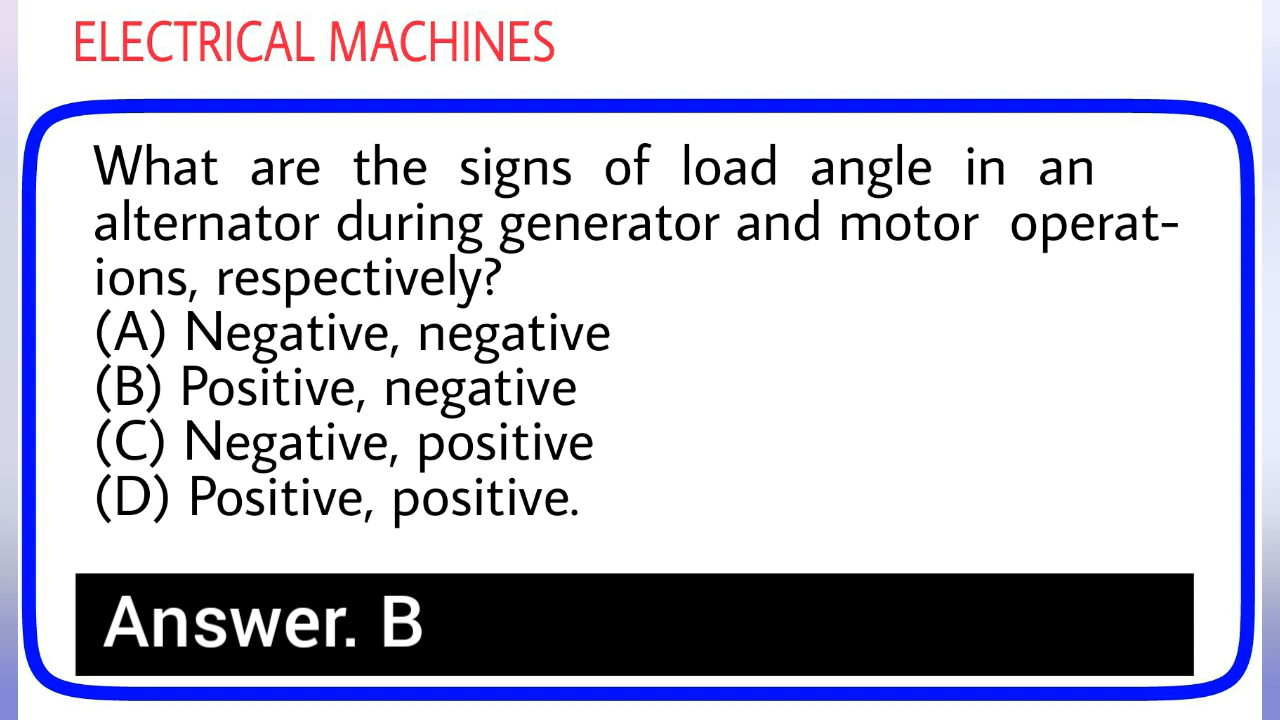 ELECTRICAL MACHINES
What are the signs of load angle in an
alternator during generator and motor operat-
ions, respectively?
(A) Negative, negative
(B) Positive, negative
(C) Negative, positive
(D) Positive, positive.
Answer. B